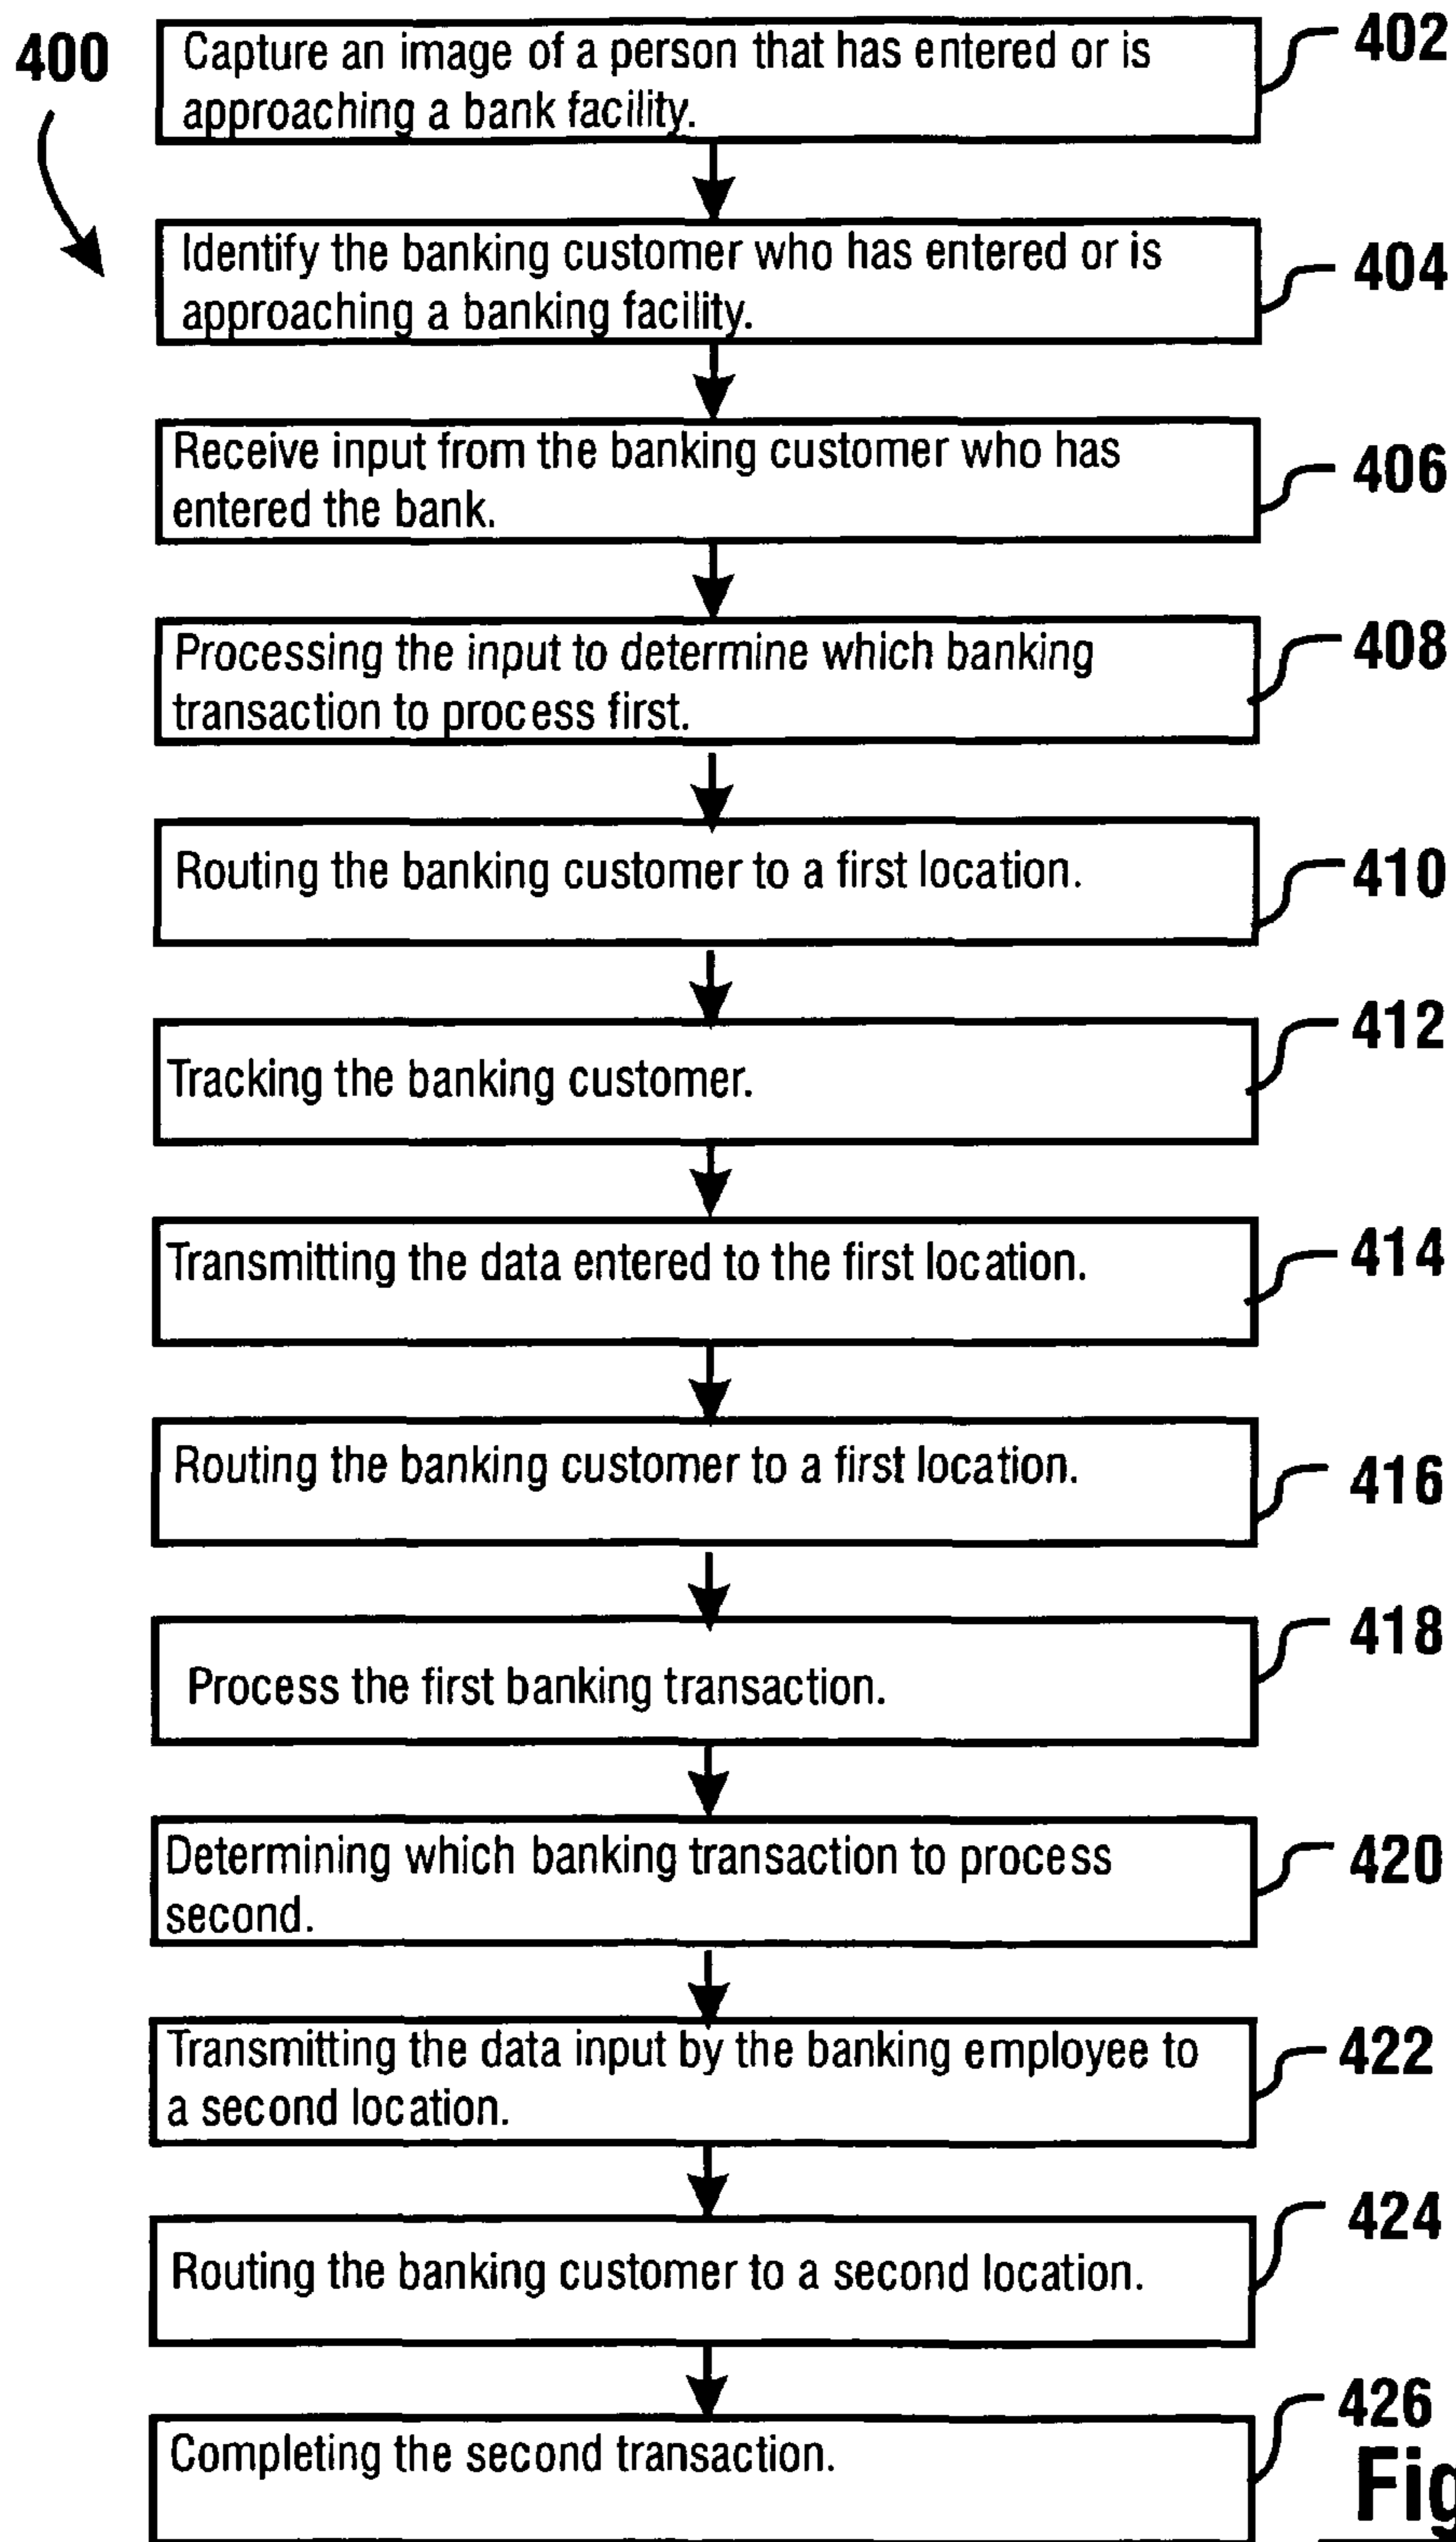 400
Capture an image of a person that has entered or is
approaching a bank facility.
402
Identify the banking customer who has entered or is
approaching a banking facility.
404
Receive input from the banking customer who has
entered the bank.
406
Processing the input to determine which banking
transaction to process first.
408
Routing the banking customer to a first location.
410
Tracking the banking customer.
412
Transmitting the data entered to the first location.
414
Routing the banking customer to a first location.
416
Process the first banking transaction.
418
Determining which banking transaction to process
second.
420
Transmitting the data input by the banking employee to
a second location.
422
Routing the banking customer to a second location.
424
Completing the second transaction.
426
Fig